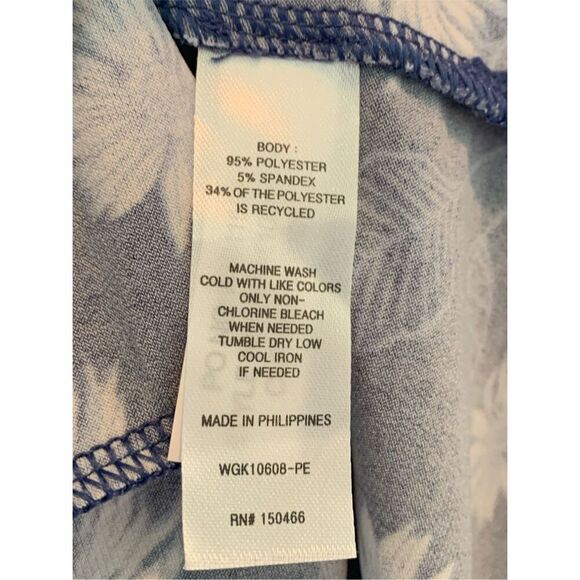 BODY :
95% POLYESTER
5% SPANDEX
34% OF THE POLYESTER
IS RECYCLED
MACHINE WASH
COLD WITH LIKE COLORS
ONLY NON-
CHLORINE BLEACH
WHEN NEEDED
TUMBLE DRY LOW
COOL IRON
IF NEEDED
MADE IN PHILIPPINES
WGK10608-PE
RN# 150466